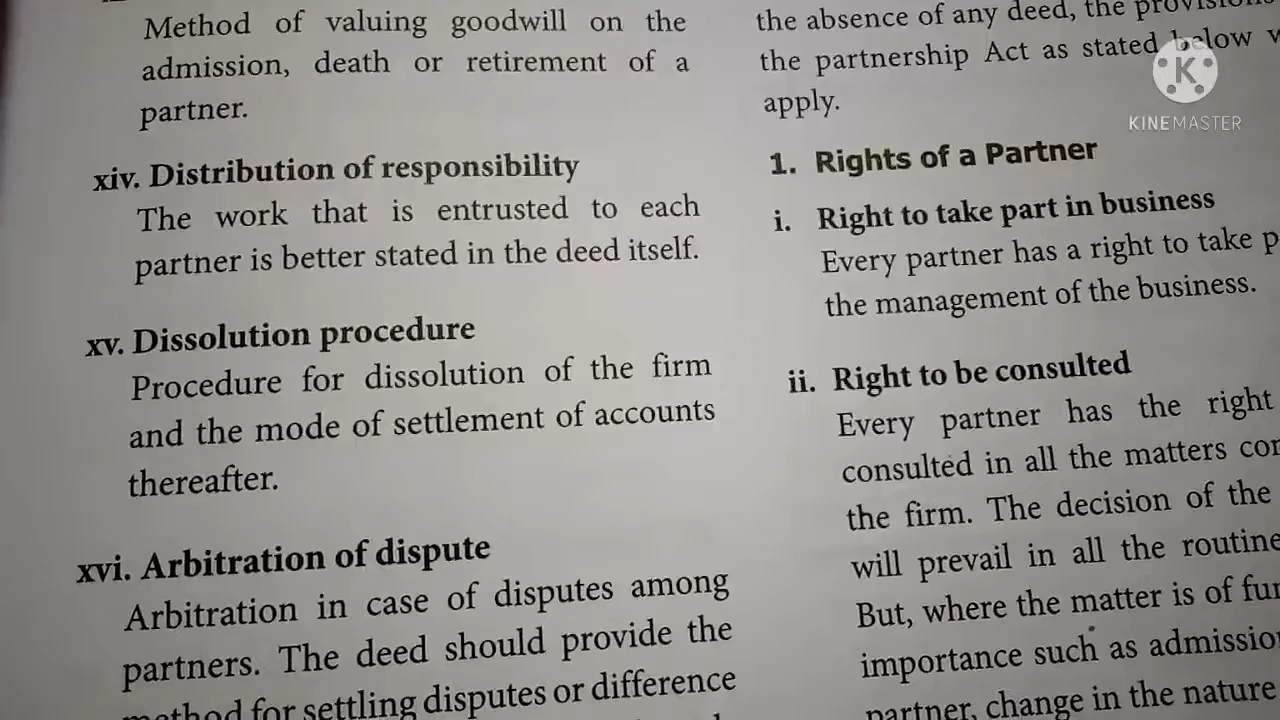 Method of valuing goodwill on the
admission, death or retirement of a
partner.
xiv. Distribution of responsibility
The work that is entrusted to each
partner is better stated in the deed itself.
xv. Dissolution procedure
Procedure for dissolution of the firm
and the mode of settlement of accounts
thereafter.
xvi. Arbitration of dispute
Arbitration in case of disputes among
partners. The deed should provide the
method for settling disputes or difference
the absence of any deed, the
the partnership Act as stated below
apply.
1. Rights of a Partner
i. Right to take part in business
Every partner has a right to take
the management of the business.
ii. Right to be consulted
Every partner has the right
consulted in all the matters
the firm. The decision of the
will prevail in all the routine
But, where the matter is of
importance such as
partner, change in the nature
K
KINEMASTER